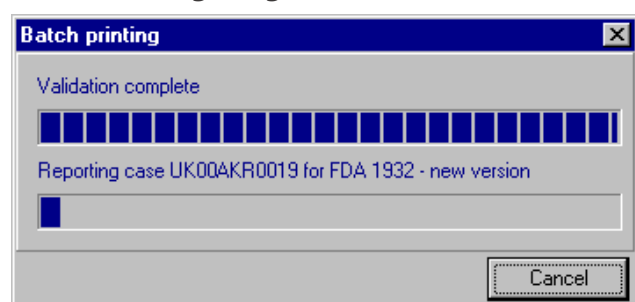 Batch printing
Validation complete
Reporting case UK00AKR0019 for FDA 1932 - new version
Cancel